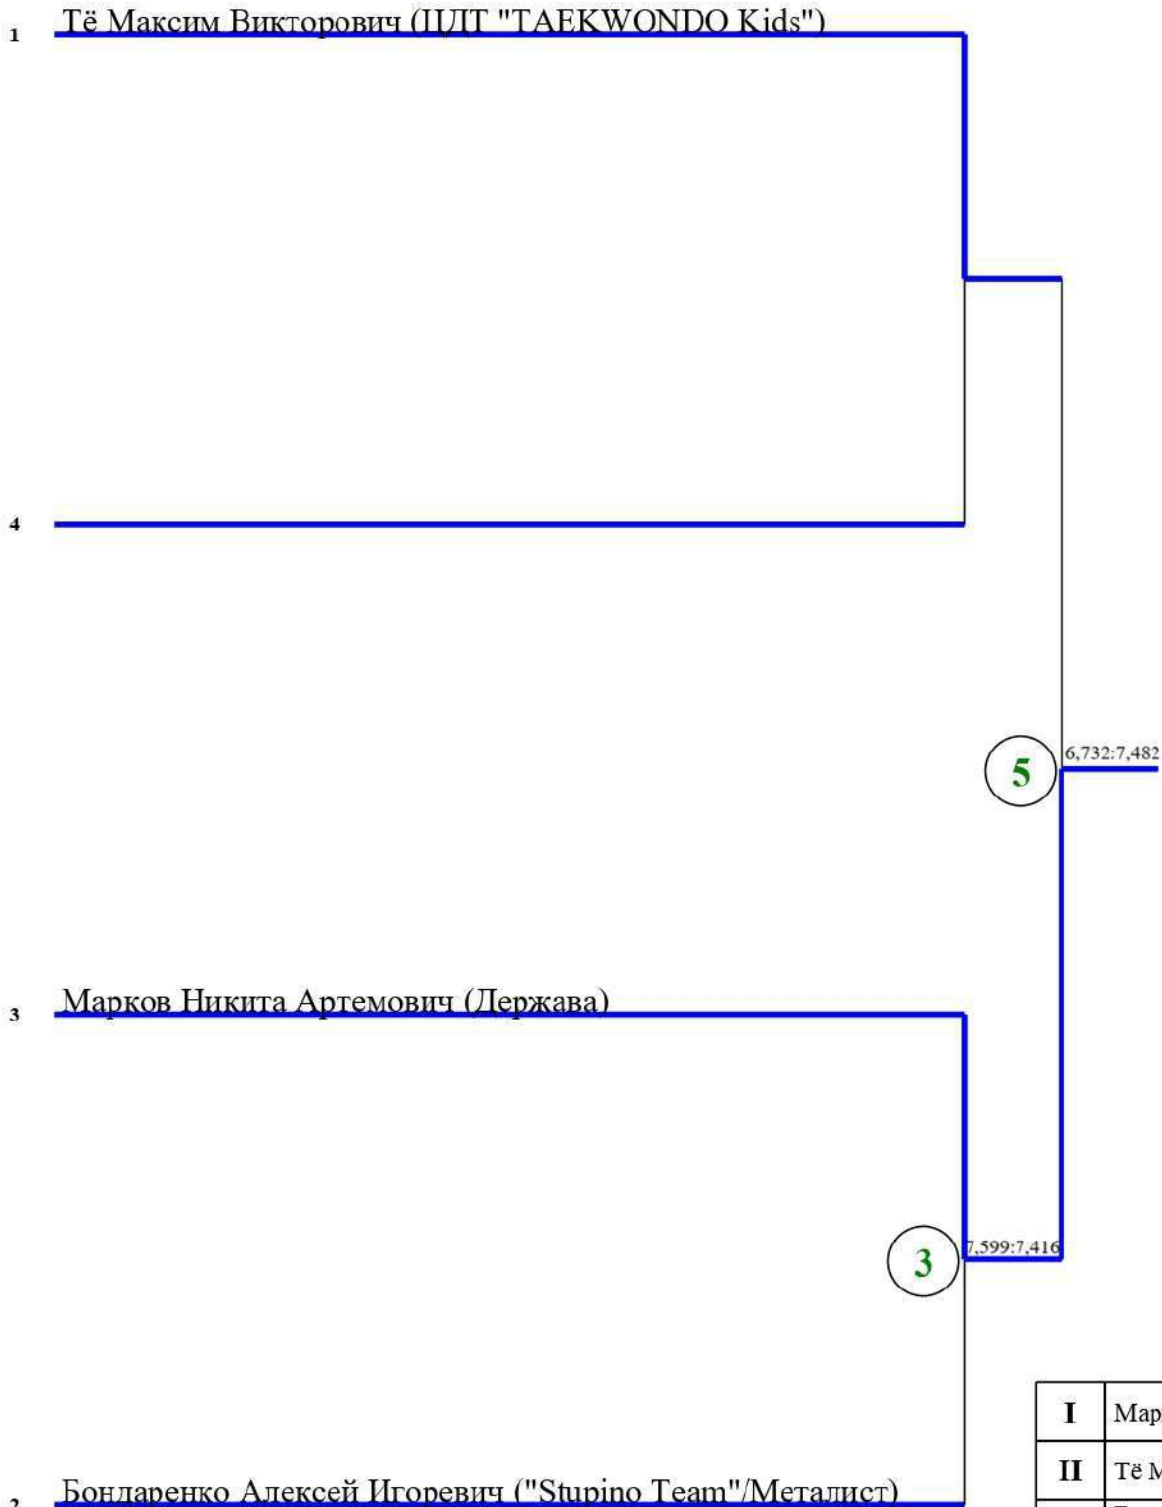 1 Тё Максим Викторович (ЦДТ "TAEKWONDO Kids")
4
5 6,732:7,482
3 Марков Никита Артемович (Держава)
3 7,599:7,416
I
II Тё
2 Бондаренко Алексей Игоревич ("Stupino Team"/Металист)